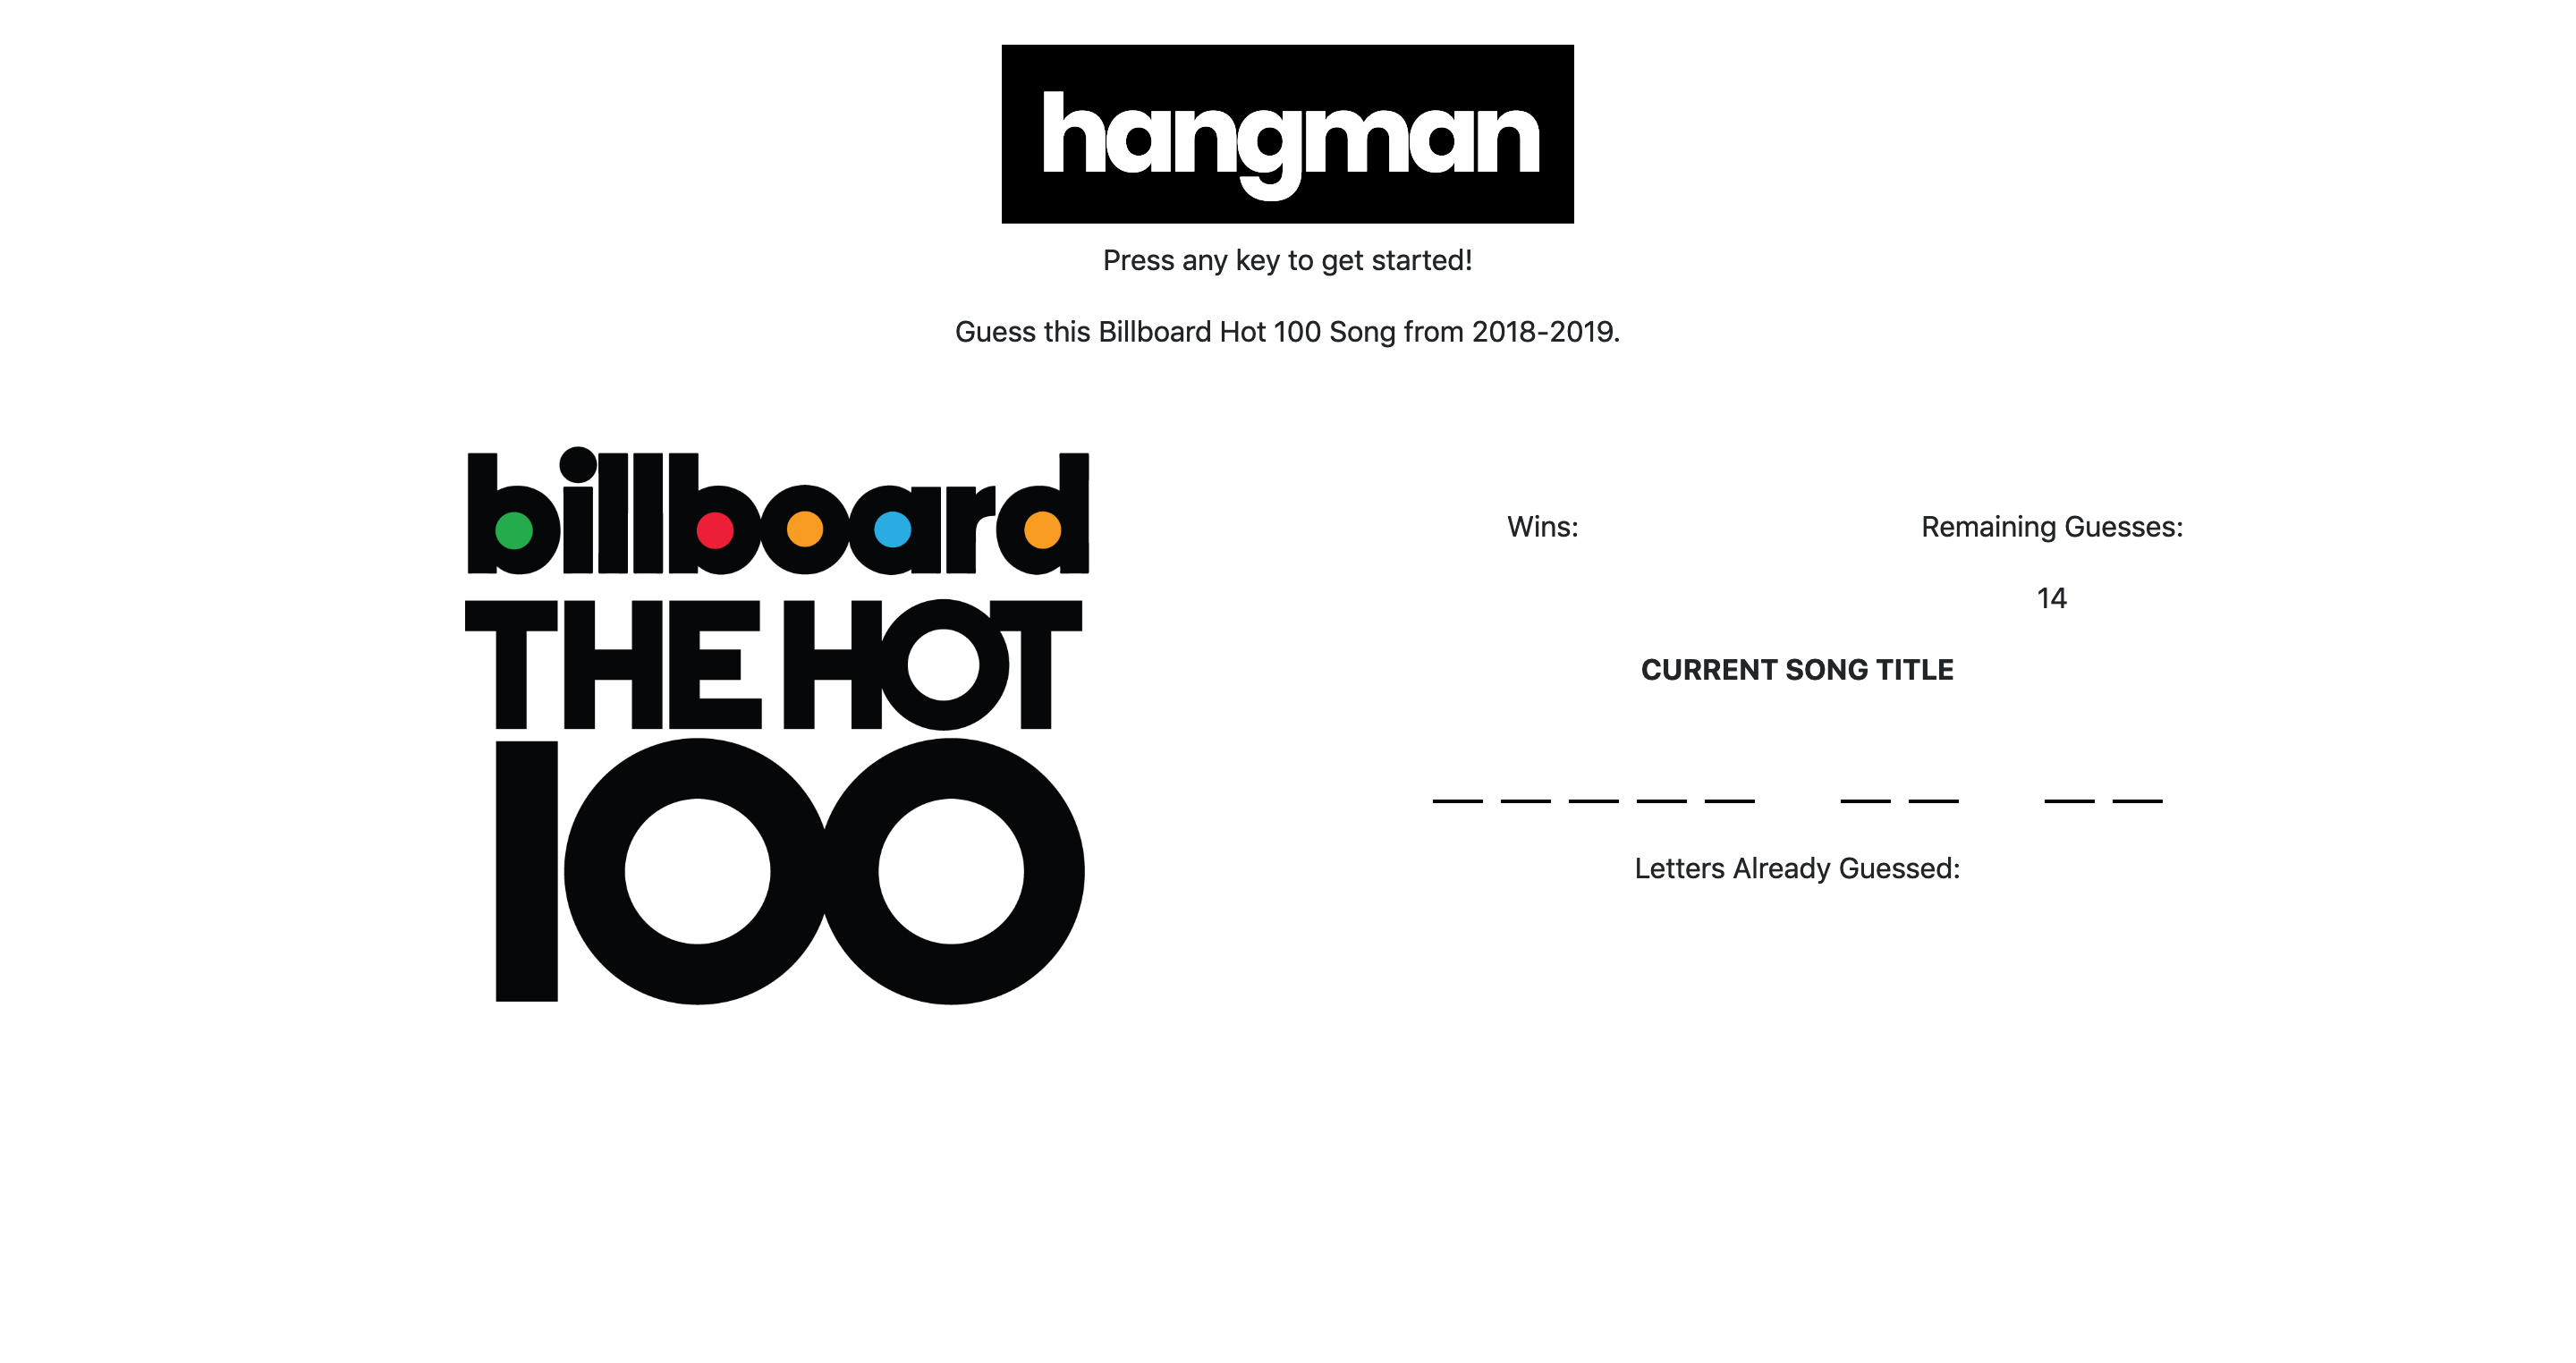 hangman
Press any key to get started!
Guess this Billboard Hot 100 Song from 2018-2019.
billboard
THE HOT
100
Wins:
Remaining Guesses:
14
CURRENT SONG TITLE
_ _ _ _ _   _ _   _ _
Letters Already Guessed: